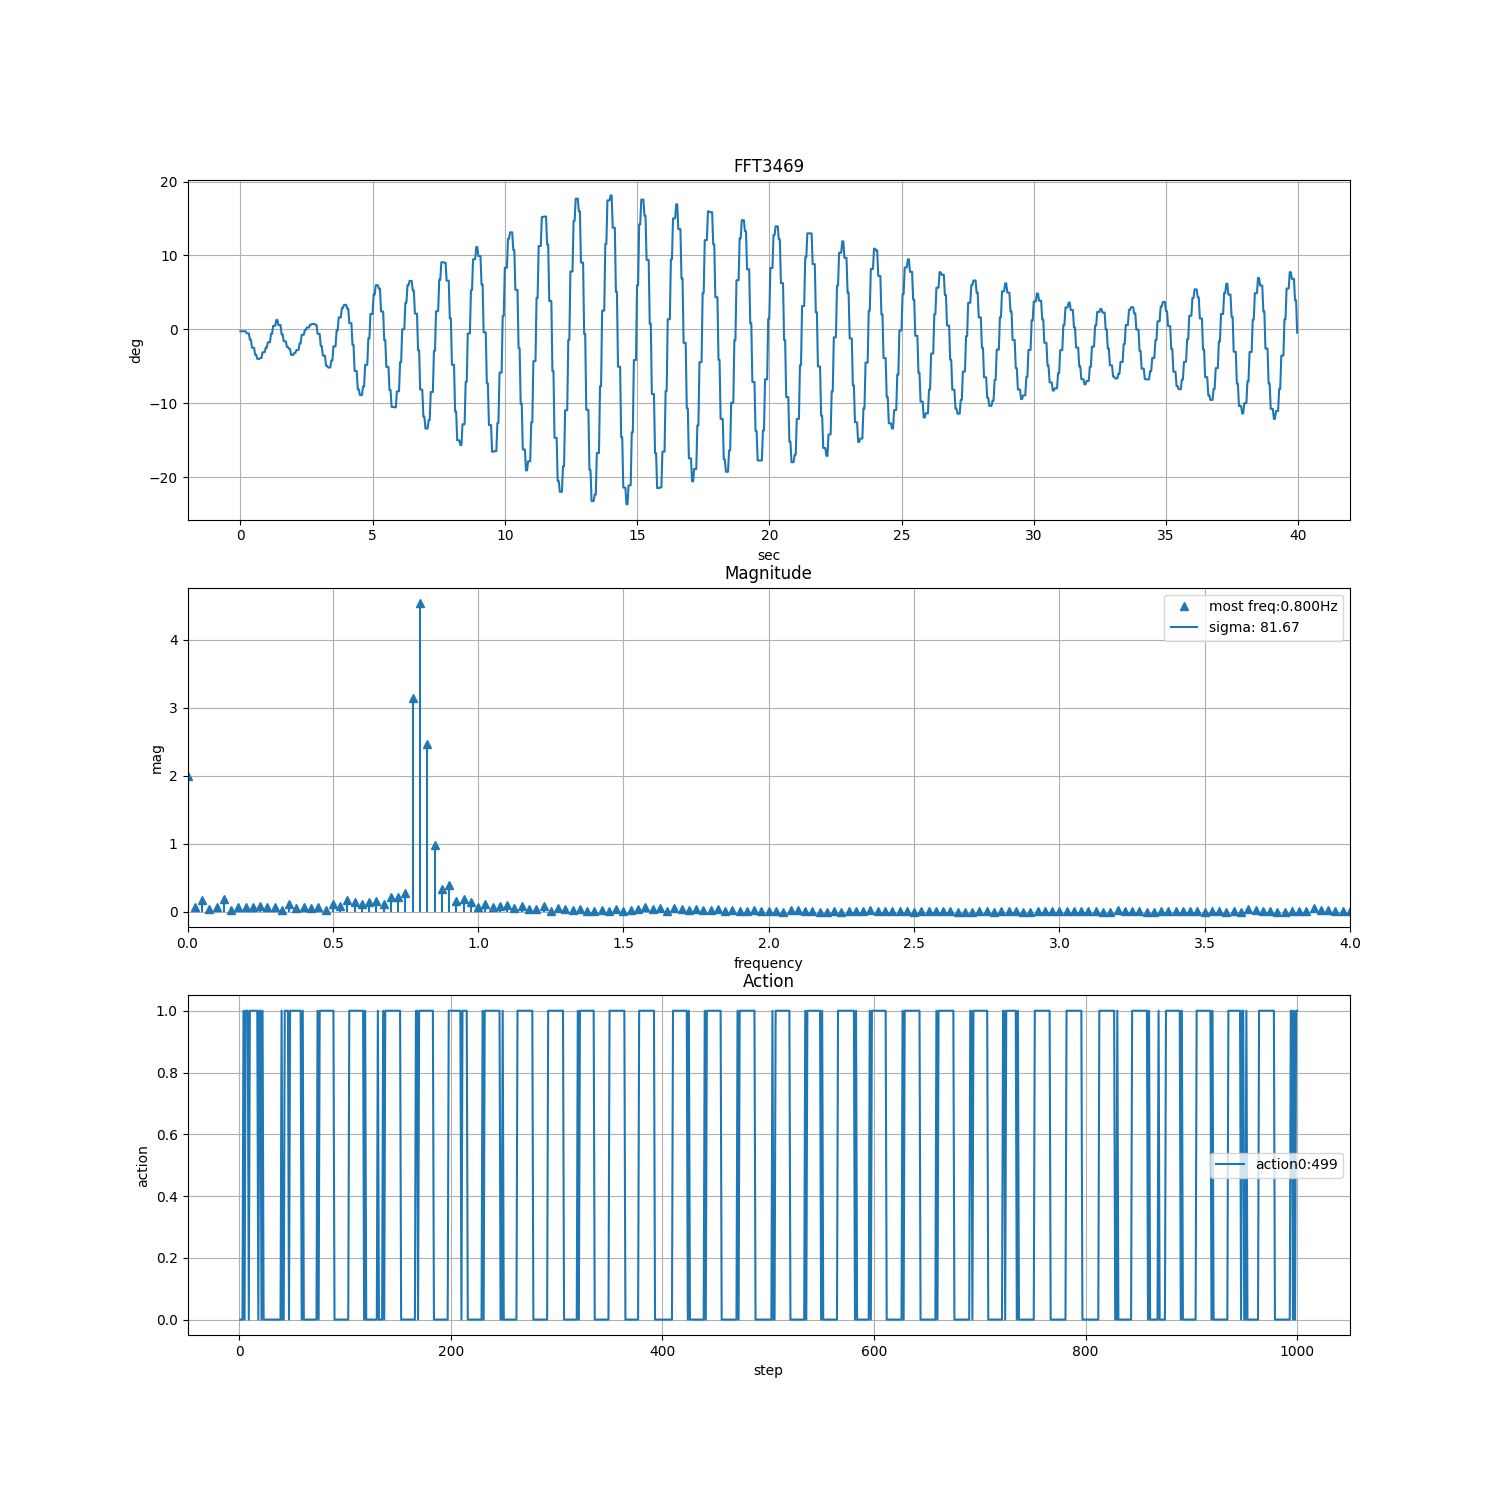 FFT3469
20
10
0
−10
−20
deg
0 5 10 15 20 25 30 35 40
sec
Magnitude
most freq:0.800Hz
sigma: 81.67
4
3
2
1
0
mag
0.0 0.5 1.0 1.5 2.0 2.5 3.0 3.5 4.0
frequency
Action
1.0
0.8
0.6
0.4
0.2
0.0
action
action0:499
0 200 400 600 800 1000
step